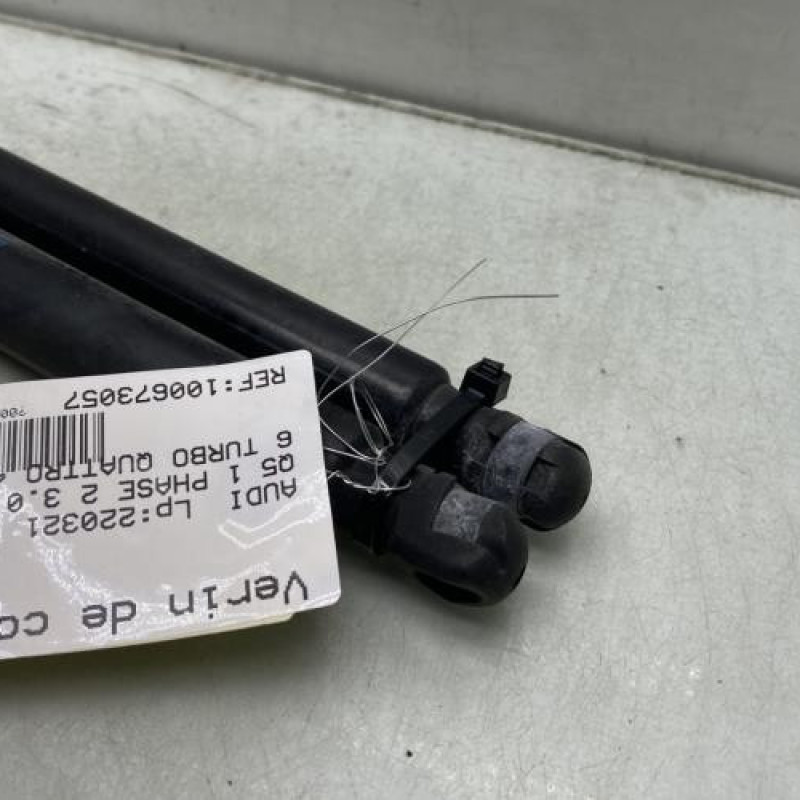 Verin de co
Lp:220321
AUDI
Q5 1 PHASE 2 3.0
6 TURBO QUATTRO
REF:100673057